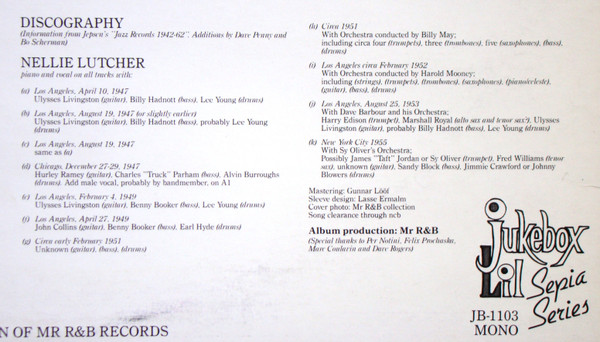 DISCOGRAPHY
(Information from Jepsen's "Jazz Records 1942-62". Additions by Dave Penny and
Bo Scherman)
NELLIE LUTCHER
piano and vocal on all tracks with:
(a) Los Angeles, April 10, 1947
Ulysses Livingston (guitar), Billy Hadnott (bass), Lee Young (drums)
(b) Los Angeles, August 19, 1947 (or slightly earlier)
Ulysses Livingston (guitar), Billy Hadnott (bass), probably Lee Young
(drums)
(c) Los Angeles, August 19, 1947
same as (a)
(d) Chicago, December 27-29, 1947
Hurley Ramey (guitar), Charles "Truck" Parham (bass), Alvin Burroughs
(drums). Add male vocal, probably by bandmember, on A1
(e) Los Angeles, February 4, 1949
Ulysses Livingston (guitar), Benny Booker (bass), Lee Young (drums)
(f) Los Angeles, April 27, 1949
John Collins (guitar), Benny Booker (bass), Earl Hyde (drums)
(g) Circa early February 1951
Unknown (guitar), (bass), (drums)
N OF MR R&B RECORDS
(h) Circa 1951
With Orchestra conducted by Billy May;
including circa four (trumpets), three (trombones), five (saxophones), (bass),
(drums)
(i) Los Angeles circa February 1952
With Orchestra conducted by Harold Mooney;
including (strings), (trumpets), (trombones), (saxophones), (piano/celeste),
(guitar), (bass), (drums)
(j) Los Angeles, August 25, 1953
With Dave Barbour and his Orchestra;
Harry Edison (trumpet), Marshall Royal (alto sax and tenor sax?), Ulysses
Livingston (guitar), probably Billy Hadnott (bass), Lee Young (drums)
(k) New York City 1955
With Sy Oliver's Orchestra;
Possibly James "Taft" Jordan or Sy Oliver (trumpet), Fred Williams (tenor
sax), unknown (guitar), Sandy Block (bass), Jimmie Crawford or Johnny
Blowers (drums)
Mastering: Gunnar Lööf
Sleeve design: Lasse Ermalm
Cover photo: Mr R&B collection
Song clearance through ncb
Album production: Mr R&B
(Special thanks to Per Notini, Felix Prochaska,
Marc Coularin and Dave Rogers)
Jukebox
Lil
Sepia
Series
JB-1103
MONO